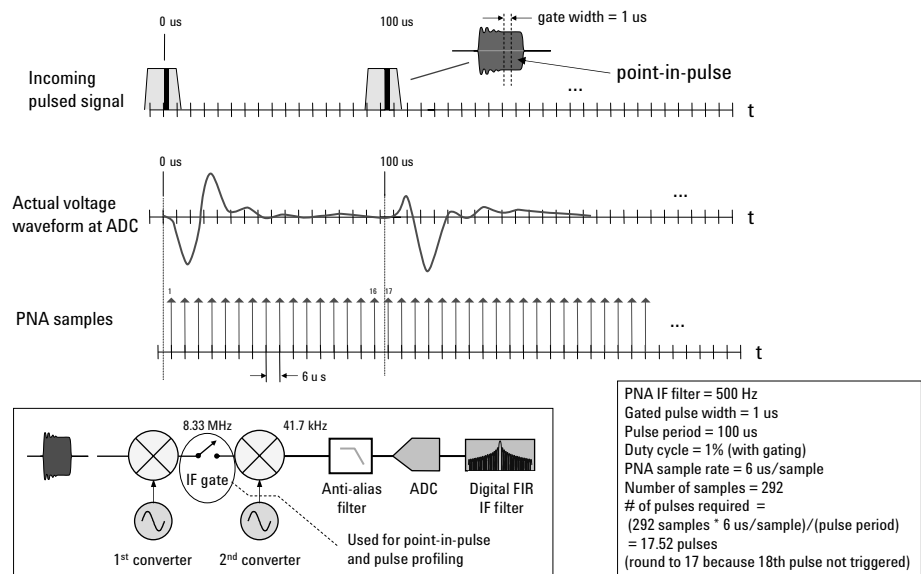 0 us
100 us
gate width = 1 us
Incoming
pulsed signal
point-in-pulse
...
t
0 us
100 us
Actual voltage
waveform at ADC
...
t
1
16
17
PNA samples
...
t
6 u s
8.33 MHz
41.7 kHz
IF gate
Anti-alias
filter
ADC
Digital FIR
IF filter
1st converter
2nd converter
Used for point-in-pulse
and pulse profiling
PNA IF filter = 500 Hz
Gated pulse width = 1 us
Pulse period = 100 us
Duty cycle = 1% (with gating)
PNA sample rate = 6 us/sample
Number of samples = 292
# of pulses required =
(292 samples * 6 us/sample)/(pulse period)
= 17.52 pulses
(round to 17 because 18th pulse not triggered)